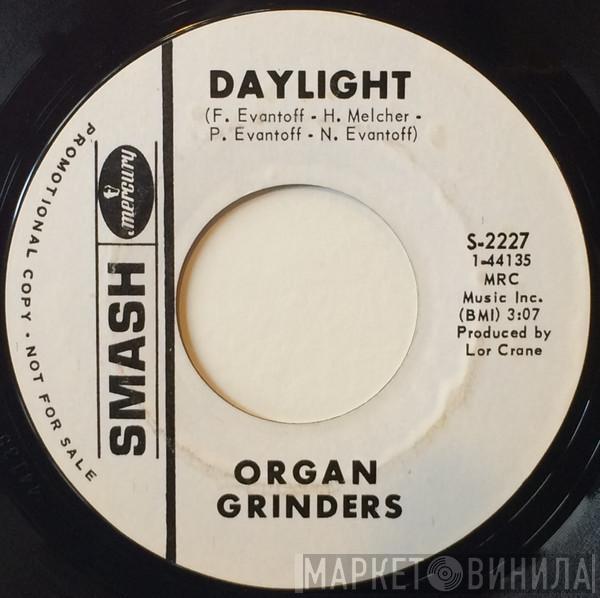 DAYLIGHT
(F. Evantoff - H. Melcher -
P. Evantoff - N. Evantoff)
PROMOTIONAL COPY • NOT FOR SALE
SMASH
mercury
S-2227
1-44135
MRC
Music Inc.
(BMI) 3:07
Produced by
Lor Crane
ORGAN
GRINDERS
44135
МАРКЕТ ВИНИЛА